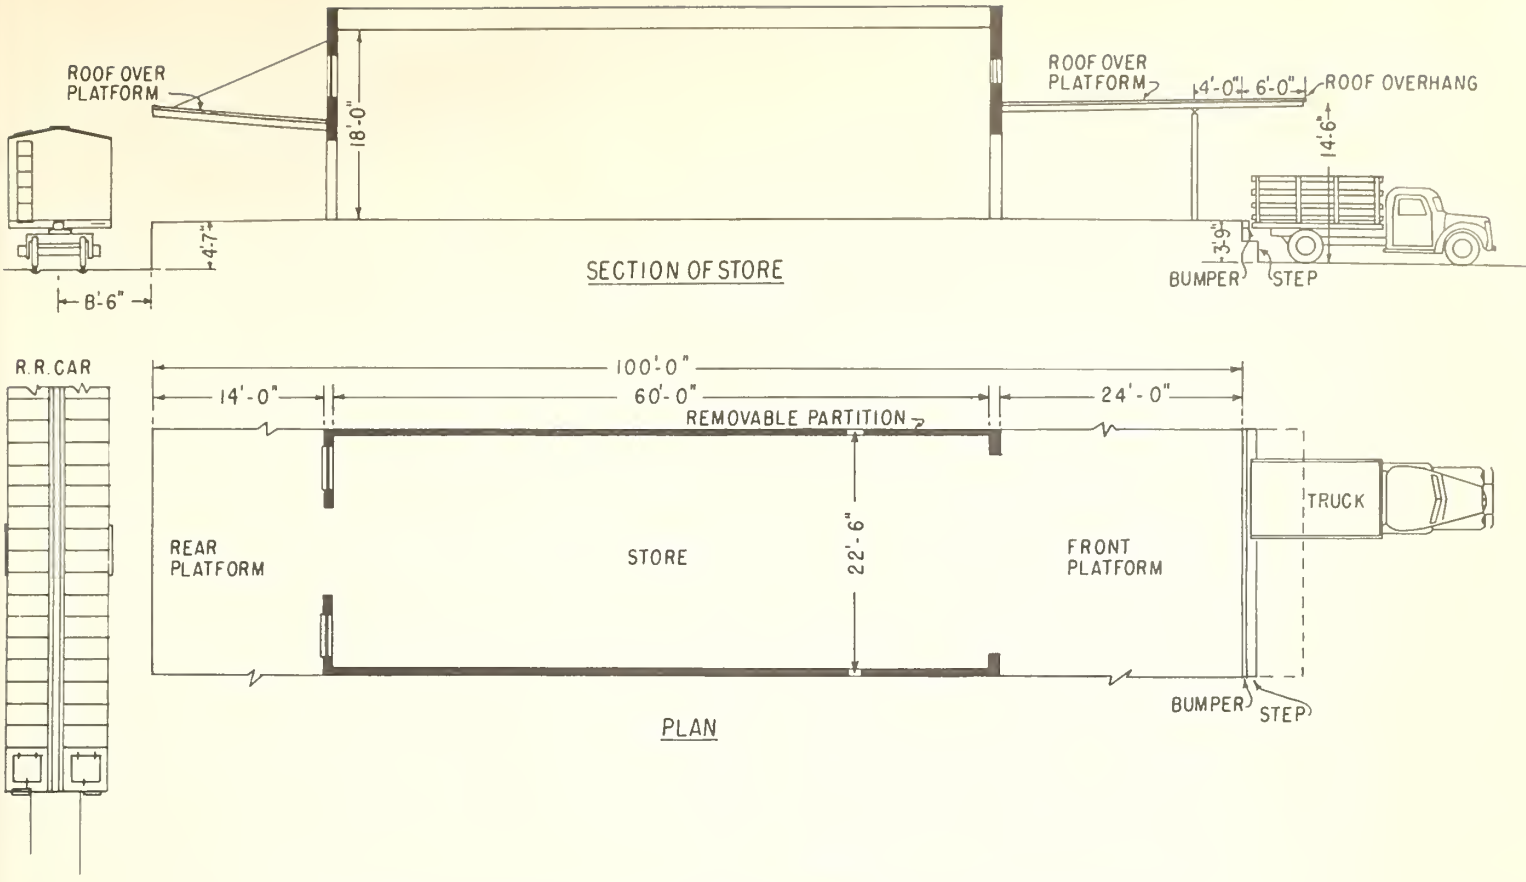 ROOF OVER
PLATFORM
18'-0"
ROOF OVER
PLATFORM
4'-0" 6'-0" ROOF OVERHANG
14'-6"
4'-7"
3'-9"
8'-6"
SECTION OF STORE
BUMPER STEP
R.R. CAR
100'-0"
14'-0" 60'-0" 24'-0"
REMOVABLE PARTITION
22'-6"
REAR
PLATFORM
STORE
FRONT
PLATFORM
TRUCK
BUMPER STEP
PLAN